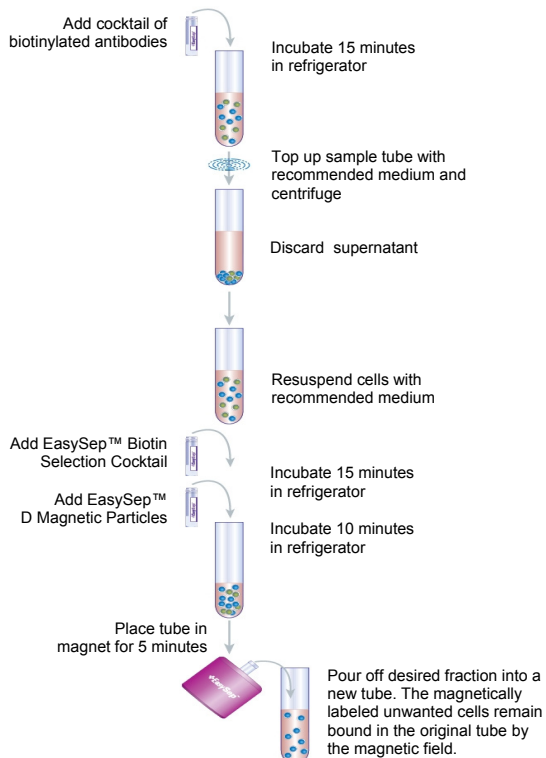 Add cocktail of
biotinylated antibodies
Incubate 15 minutes
in refrigerator
Top up sample tube with
recommended medium and
centrifuge
Discard supernatant
Resuspend cells with
recommended medium
Add EasySep™ Biotin
Selection Cocktail
Incubate 15 minutes
in refrigerator
Add EasySep™
D Magnetic Particles
Incubate 10 minutes
in refrigerator
Place tube in
magnet for 5 minutes
EasySep
Pour off desired fraction into a
new tube. The magnetically
labeled unwanted cells remain
bound in the original tube by
the magnetic field.